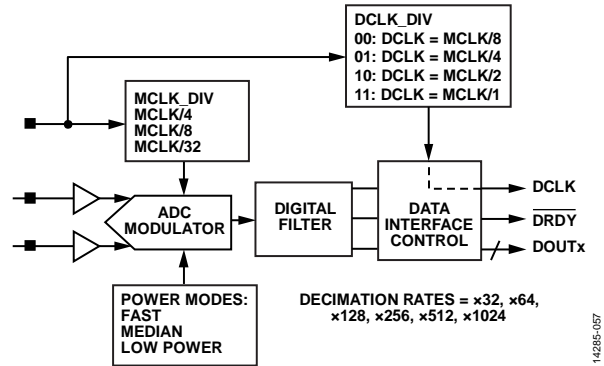 DCLK_DIV
00: DCLK = MCLK/8
01: DCLK = MCLK/4
10: DCLK = MCLK/2
11: DCLK = MCLK/1
MCLK_DIV
MCLK/4
MCLK/8
MCLK/32
ADC
MODULATOR
DIGITAL
FILTER
DATA
INTERFACE
CONTROL
DCLK
DRDY
DOUTx
POWER MODES:
FAST
MEDIAN
LOW POWER
DECIMATION RATES = ×32, ×64,
×128, ×256, ×512, ×1024
14285-057